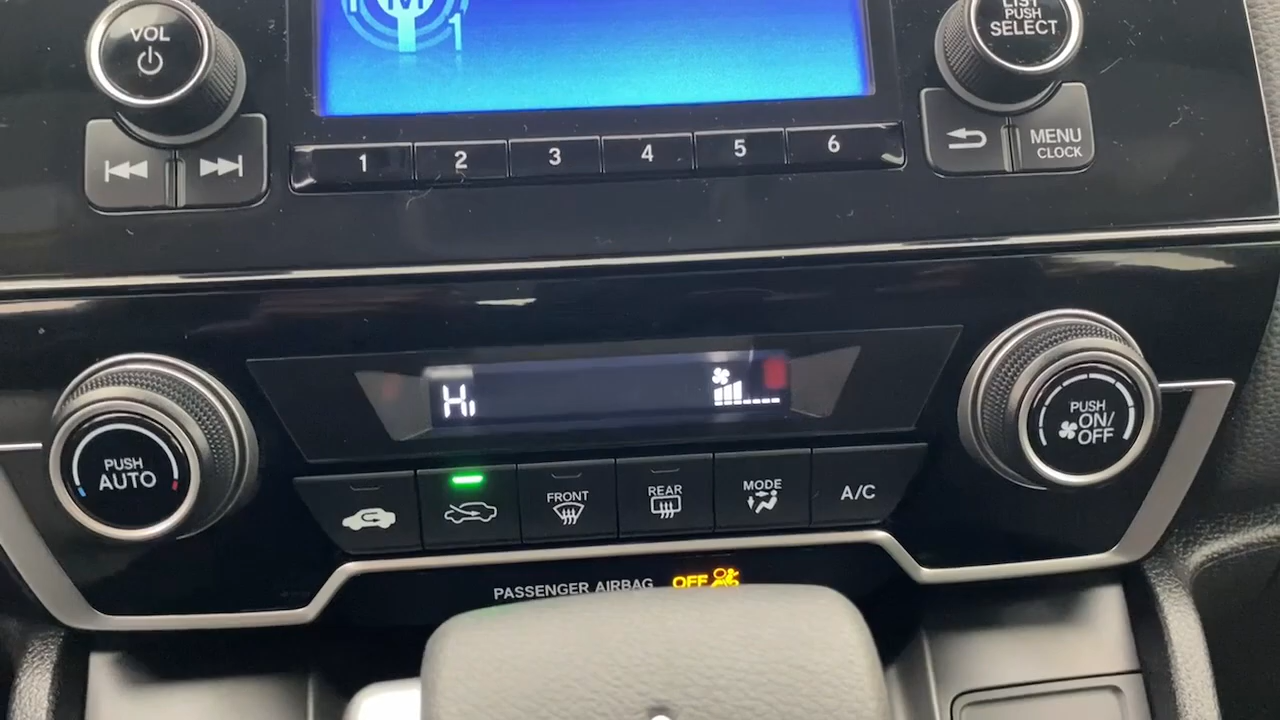 VOL
LIST
PUSH
SELECT
1
1 2 3 4 5 6
MENU
CLOCK
Hi
PUSH
AUTO
PUSH
ON/
OFF
FRONT
REAR
MODE
A/C
PASSENGER AIRBAG OFF